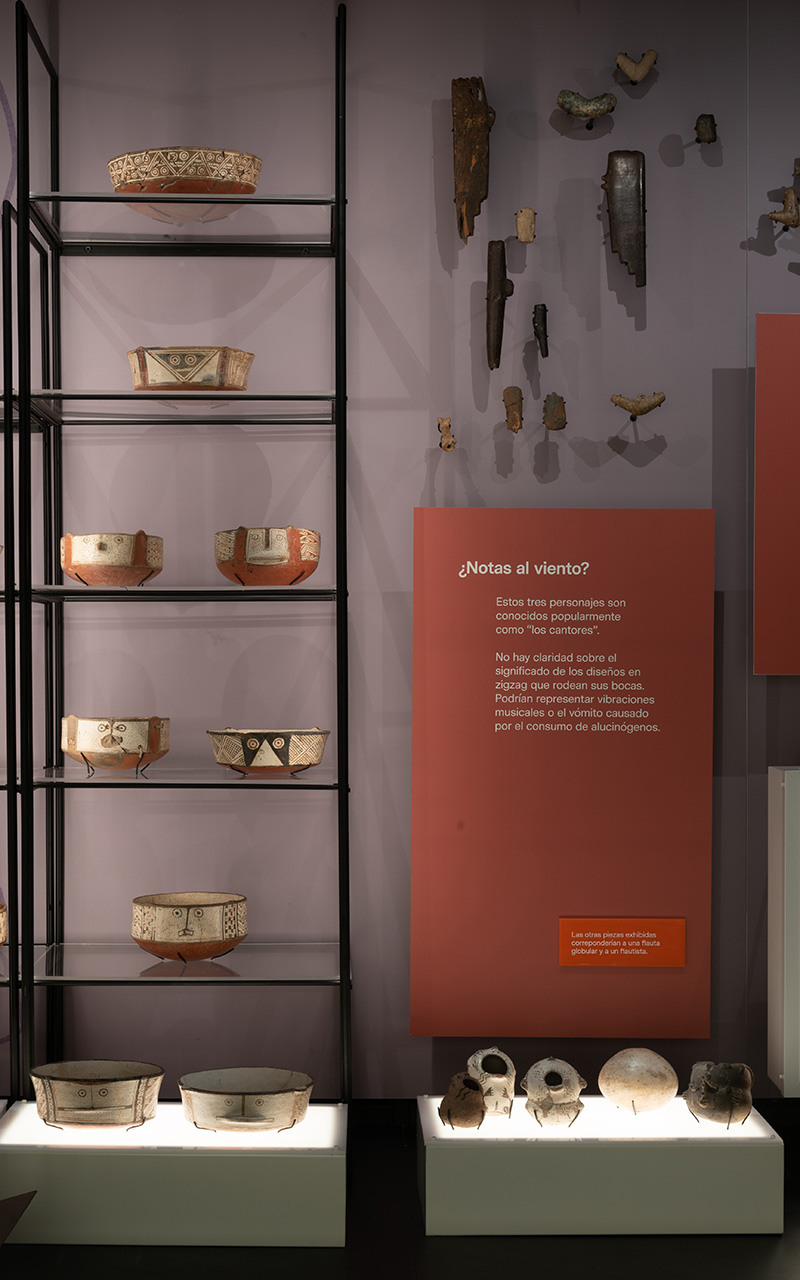 ¿Notas al viento?
Estos tres personajes son
conocidos popularmente
como “los cantores”.
No hay claridad sobre el
significado de los diseños en
zigzag que rodean sus bocas.
Podrían representar vibraciones
musicales o el vómito causado
por el consumo de alucinógenos.
Las otras piezas exhibidas
correponderían a una flauta
globular y a un flautista.